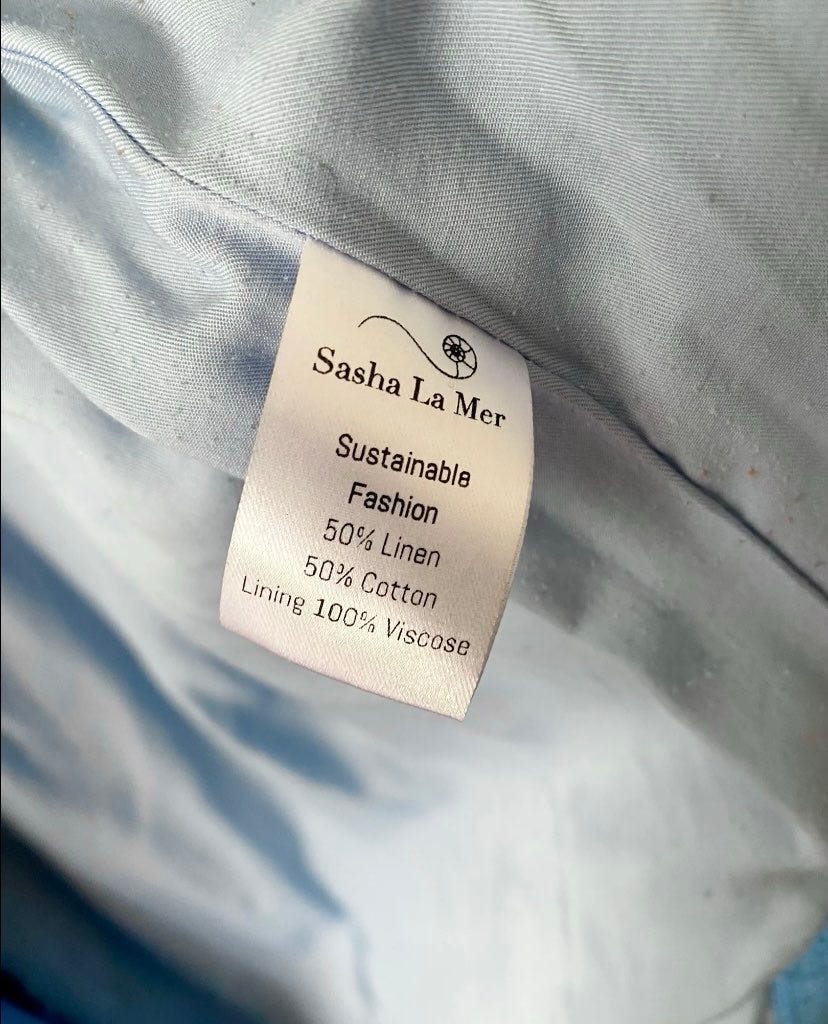 Sasha La Mer
Sustainable
Fashion
50% Linen
50% Cotton
Lining 100% Viscose